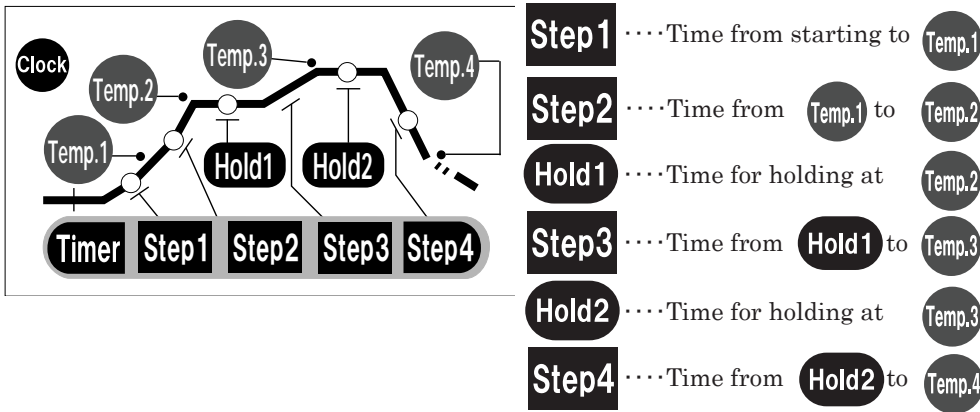 Clock
Temp.1
Temp.2
Temp.3
Temp.4
Hold1
Hold2
Timer Step1 Step2 Step3 Step4
Step1 ····Time from starting to Temp.1
Step2 ····Time from Temp.1 to Temp.2
Hold1 ····Time for holding at Temp.2
Step3 ····Time from Hold1 to Temp.3
Hold2 ····Time for holding at Temp.3
Step4 ····Time from Hold2 to Temp.4